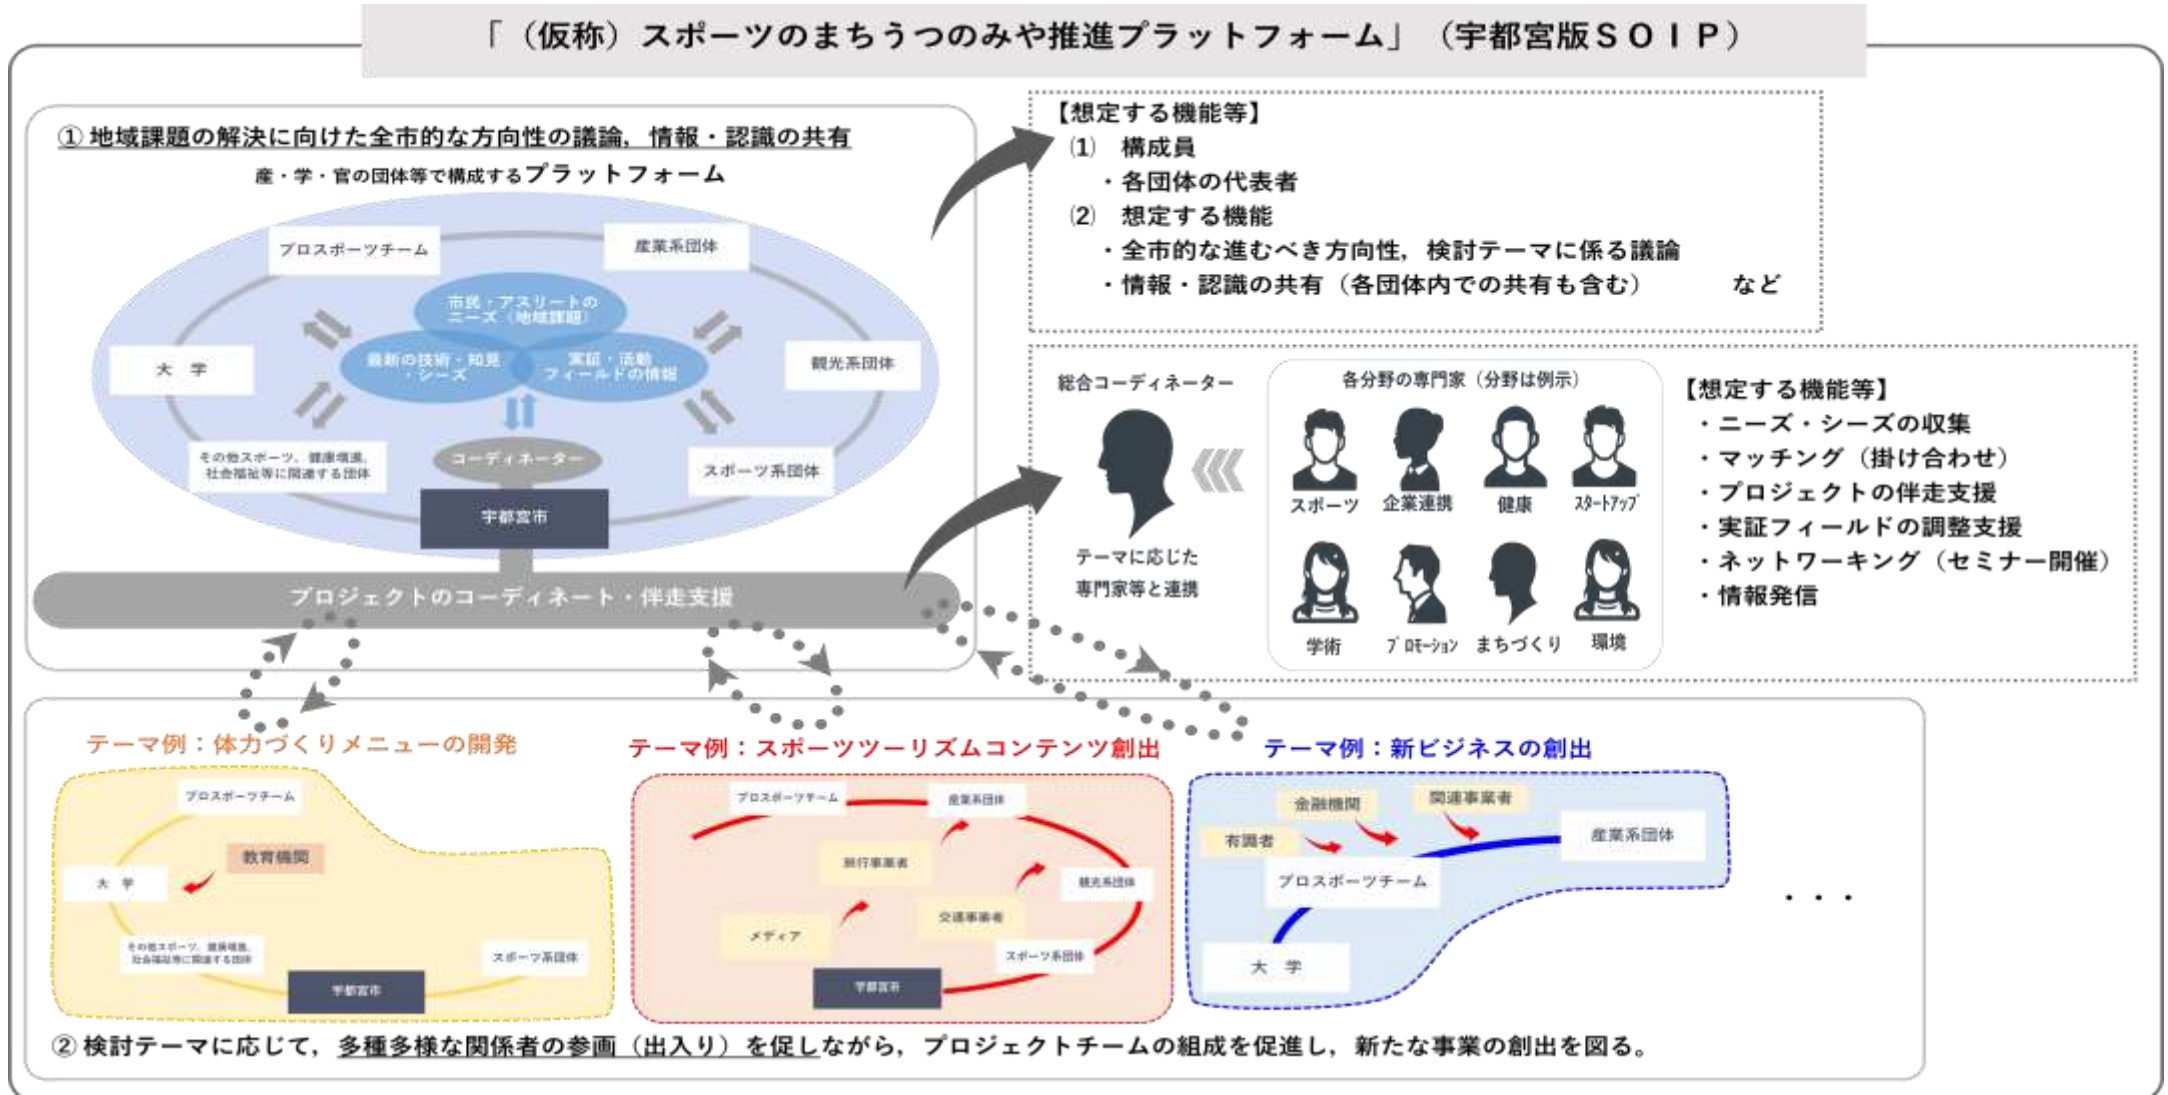 「（仮称）スポーツのまちうつのみや推進プラットフォーム」（宇都宮版ＳＯＩＰ）
① 地域課題の解決に向けた全市的な方向性の議論，情報・認識の共有
産・学・官の団体等で構成するプラットフォーム
プロスポーツチーム
産業系団体
市民・アスリートの
ニーズ（地域課題）
最新の技術・知見
・シーズ
実証・活動
フィールドの情報
大　学
観光系団体
その他スポーツ、健康増進、
社会福祉等に関連する団体
コーディネーター
スポーツ系団体
宇都宮市
プロジェクトのコーディネート・伴走支援
【想定する機能等】
⑴　構成員
・各団体の代表者
⑵　想定する機能
・全市的な進むべき方向性，検討テーマに係る議論
・情報・認識の共有（各団体内での共有も含む）　　など
総合コーディネーター
テーマに応じた
専門家等と連携
各分野の専門家（分野は例示）
スポーツ
企業連携
健康
ｽﾀｰﾄｱｯﾌﾟ
学術
ﾌﾟﾛﾓｰｼｮﾝ
まちづくり
環境
【想定する機能等】
・ニーズ・シーズの収集
・マッチング（掛け合わせ）
・プロジェクトの伴走支援
・実証フィールドの調整支援
・ネットワーキング（セミナー開催）
・情報発信
テーマ例：体力づくりメニューの開発
プロスポーツチーム
教育機関
大　学
その他スポーツ、健康増進、
社会福祉等に関連する団体
スポーツ系団体
宇都宮市
テーマ例：スポーツツーリズムコンテンツ創出
プロスポーツチーム
産業系団体
旅行事業者
観光系団体
メディア
交通事業者
スポーツ系団体
宇都宮市
テーマ例：新ビジネスの創出
金融機関
関連事業者
有識者
産業系団体
プロスポーツチーム
大　学
・・・
② 検討テーマに応じて，多種多様な関係者の参画（出入り）を促しながら，プロジェクトチームの組成を促進し，新たな事業の創出を図る。